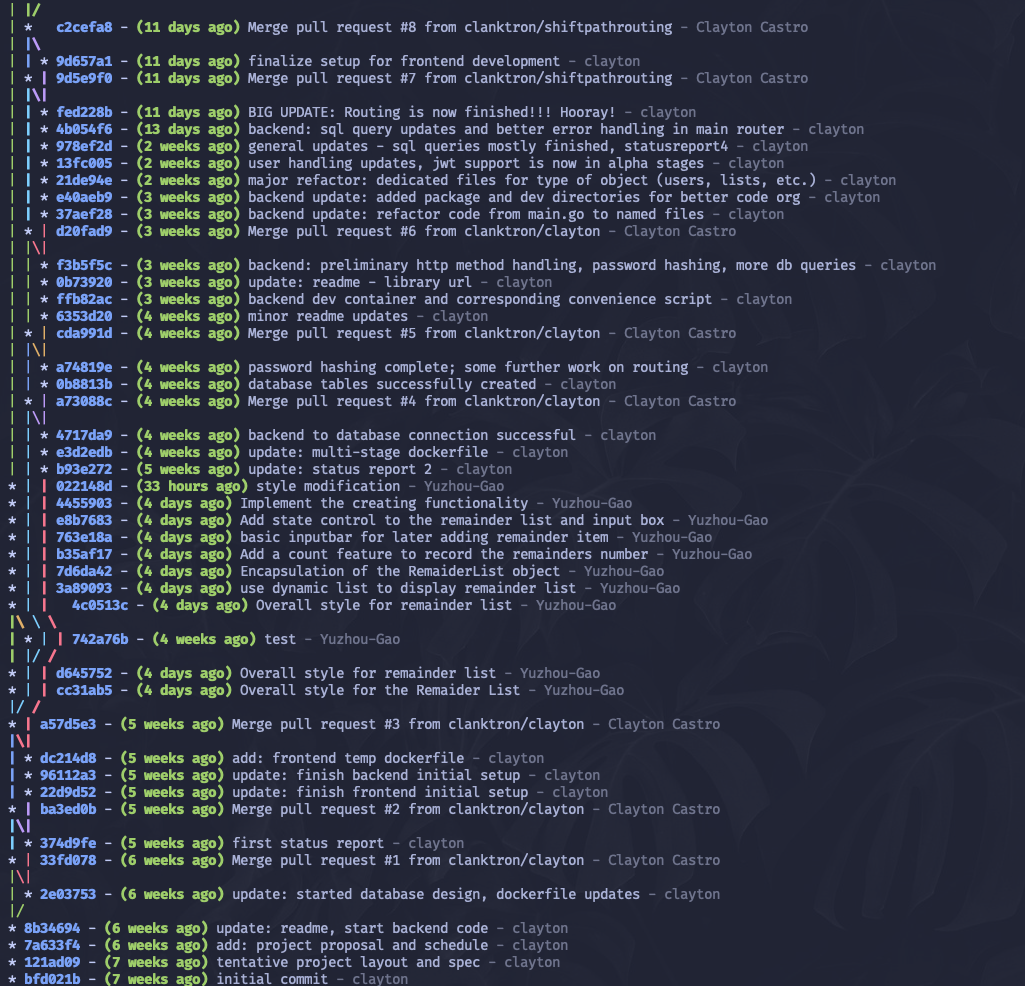 * c2cefa8 - (11 days ago) Merge pull request #8 from clanktron/shiftpathrouting - Clayton Castro
* 9d657a1 - (11 days ago) finalize setup for frontend development - clayton
* 9d5e9f0 - (11 days ago) Merge pull request #7 from clanktron/shiftpathrouting - Clayton Castro
* fed228b - (11 days ago) BIG UPDATE: Routing is now finished!!! Hooray! - clayton
* 4b054f6 - (13 days ago) backend: sql query updates and better error handling in main router - clayton
* 978ef2d - (2 weeks ago) general updates - sql queries mostly finished, statusreport4 - clayton
* 13fc005 - (2 weeks ago) user handling updates, jwt support is now in alpha stages - clayton
* 21de94e - (2 weeks ago) major refactor: dedicated files for type of object (users, lists, etc.) - clayton
* e40aeb9 - (3 weeks ago) backend update: added package and dev directories for better code org - clayton
* 37aef28 - (3 weeks ago) backend update: refactor code from main.go to named files - clayton
* d20fad9 - (3 weeks ago) Merge pull request #6 from clanktron/clayton - Clayton Castro
* f3b5f5c - (3 weeks ago) backend: preliminary http method handling, password hashing, more db queries - clayton
* 0b73920 - (3 weeks ago) update: readme - library url - clayton
* ffb82ac - (3 weeks ago) backend dev container and corresponding convenience script - clayton
* 6353d20 - (4 weeks ago) minor readme updates - clayton
* cda991d - (4 weeks ago) Merge pull request #5 from clanktron/clayton - Clayton Castro
* a74819e - (4 weeks ago) password hashing complete; some further work on routing - clayton
* 0b8813b - (4 weeks ago) database tables successfully created - clayton
* a73088c - (4 weeks ago) Merge pull request #4 from clanktron/clayton - Clayton Castro
* 4717da9 - (4 weeks ago) backend to database connection successful - clayton
* e3d2edb - (4 weeks ago) update: multi-stage dockerfile - clayton
* b93e272 - (5 weeks ago) update: status report 2 - clayton
* 022148d - (33 hours ago) style modification - Yuzhou-Gao
* 4455903 - (4 days ago) Implement the creating functionality - Yuzhou-Gao
* e8b7683 - (4 days ago) Add state control to the remainder list and input box - Yuzhou-Gao
* 763e18a - (4 days ago) basic inputbar for later adding remainder item - Yuzhou-Gao
* b35af17 - (4 days ago) Add a count feature to record the remainders number - Yuzhou-Gao
* 7d6da42 - (4 days ago) Encapsulation of the RemaiderList object - Yuzhou-Gao
* 3a89093 - (4 days ago) use dynamic list to display remainder list - Yuzhou-Gao
* 4c0513c - (4 days ago) Overall style for remainder list - Yuzhou-Gao
* 742a76b - (4 weeks ago) test - Yuzhou-Gao
* d645752 - (4 days ago) Overall style for remainder list - Yuzhou-Gao
* cc31ab5 - (4 days ago) Overall style for the Remaider List - Yuzhou-Gao
* a57d5e3 - (5 weeks ago) Merge pull request #3 from clanktron/clayton - Clayton Castro
* dc214d8 - (5 weeks ago) add: frontend temp dockerfile - clayton
* 96112a3 - (5 weeks ago) update: finish backend initial setup - clayton
* 22d9d52 - (5 weeks ago) update: finish frontend initial setup - clayton
* ba3ed0b - (5 weeks ago) Merge pull request #2 from clanktron/clayton - Clayton Castro
* 374d9fe - (5 weeks ago) first status report - clayton
* 33fd078 - (6 weeks ago) Merge pull request #1 from clanktron/clayton - Clayton Castro
* 2e03753 - (6 weeks ago) update: started database design, dockerfile updates - clayton
* 8b34694 - (6 weeks ago) update: readme, start backend code - clayton
* 7a633f4 - (6 weeks ago) add: project proposal and schedule - clayton
* 121ad09 - (7 weeks ago) tentative project layout and spec - clayton
* bfd021b - (7 weeks ago) initial commit - clayton